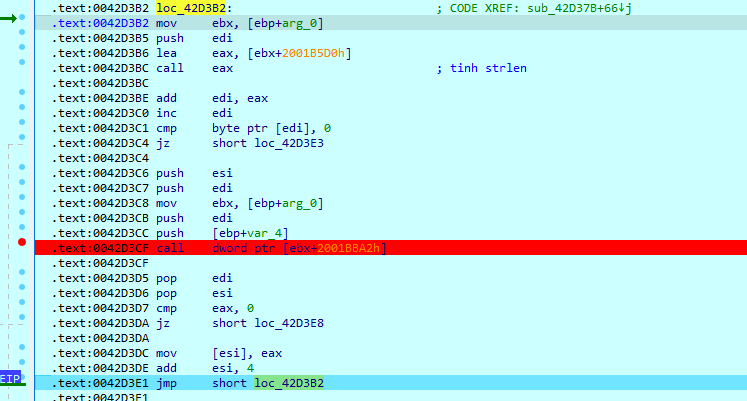 .text:0042D3B2 loc_42D3B2: ; CODE XREF: sub_42D37B+66↓j
.text:0042D3B2 mov ebx, [ebp+arg_0]
.text:0042D3B5 push edi
.text:0042D3B6 lea eax, [ebx+2001B5D0h]
.text:0042D3BC call eax ; tinh strlen
.text:0042D3BC
.text:0042D3BE add edi, eax
.text:0042D3C0 inc edi
.text:0042D3C1 cmp byte ptr [edi], 0
.text:0042D3C4 jz short loc_42D3E3
.text:0042D3C4
.text:0042D3C6 push esi
.text:0042D3C7 push edi
.text:0042D3C8 mov ebx, [ebp+arg_0]
.text:0042D3CB push edi
.text:0042D3CC push [ebp+var_4]
.text:0042D3CF call dword ptr [ebx+2001BBA2h]
.text:0042D3CF
.text:0042D3D5 pop edi
.text:0042D3D6 pop esi
.text:0042D3D7 cmp eax, 0
.text:0042D3DA jz short loc_42D3E8
.text:0042D3DA
.text:0042D3DC mov [esi], eax
.text:0042D3DE add esi, 4
EIP .text:0042D3E1 jmp short loc_42D3B2
.text:0042D3E1